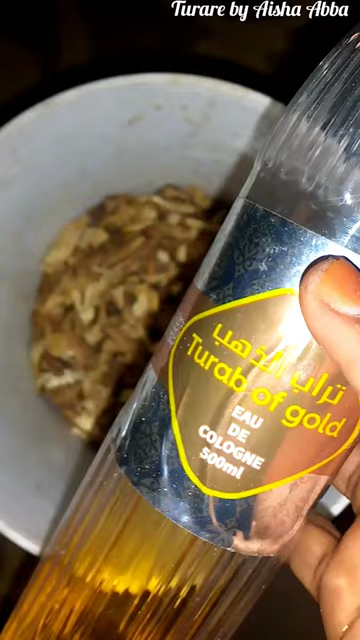 Turare by Aisha Abba
تراب الذهب
Turab of gold
EAU
DE
COLOGNE
500ml